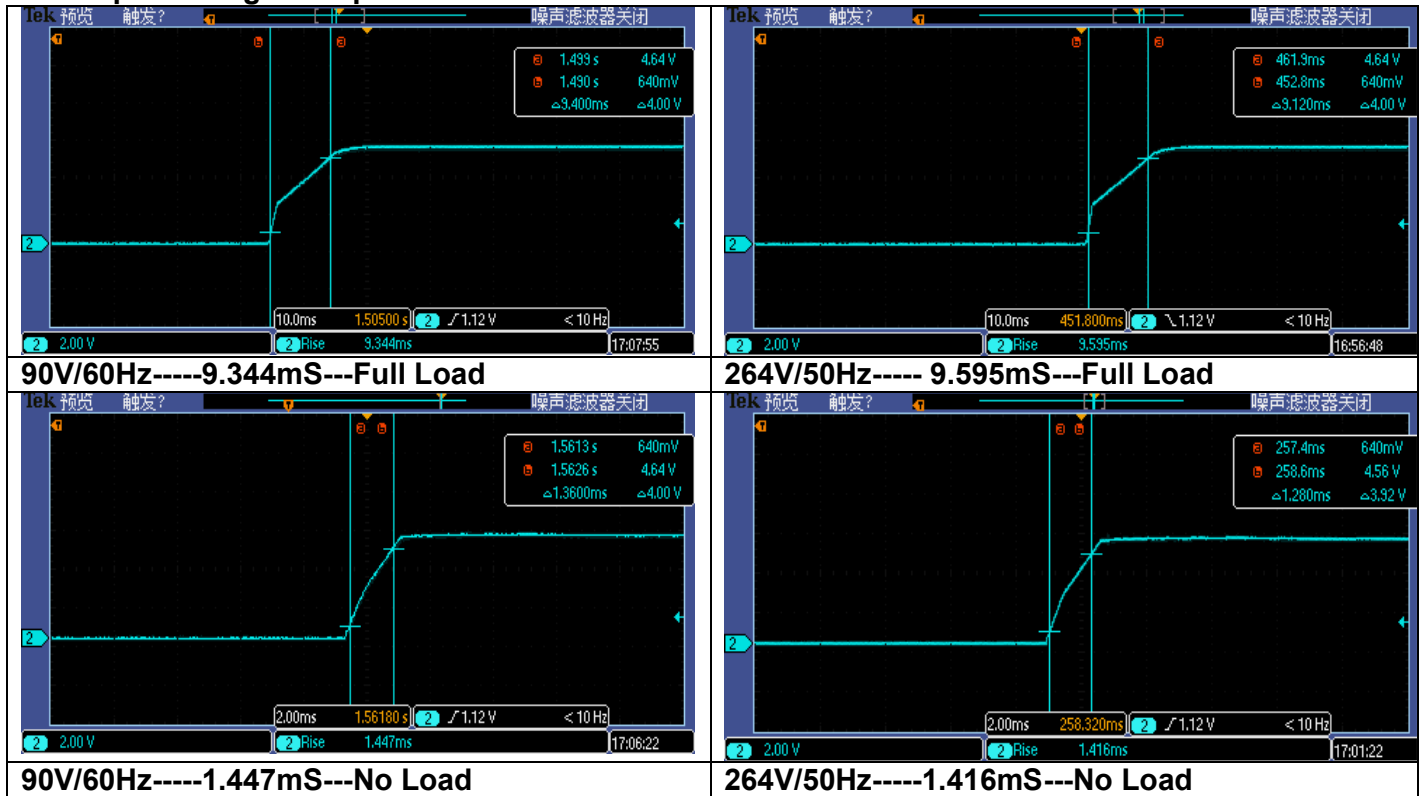 Tek 预览 触发? 噪声滤波器关闭
a 1.499 s 4.64 V
b 1.490 s 640mV
△9.400ms △4.00 V
10.0ms 1.50500 s 2 1.12 V < 10 Hz
2 2.00 V 2 Rise 9.344ms 17:07:55
90V/60Hz-----9.344mS---Full Load
Tek 预览 触发? 噪声滤波器关闭
a 461.9ms 4.64 V
b 452.8ms 640mV
△9.120ms △4.00 V
10.0ms 451.800ms 2 1.12 V < 10 Hz
2 2.00 V 2 Rise 9.595ms 16:56:48
264V/50Hz----- 9.595mS---Full Load
Tek 预览 触发? 噪声滤波器关闭
a 1.5613 s 640mV
b 1.5626 s 4.64 V
△1.3600ms △4.00 V
2.00ms 1.56180 s 2 1.12 V < 10 Hz
2 2.00 V 2 Rise 1.447ms 17:06:22
90V/60Hz-----1.447mS---No Load
Tek 预览 触发? 噪声滤波器关闭
a 257.4ms 640mV
b 258.6ms 4.56 V
△1.280ms △3.92 V
2.00ms 258.320ms 2 1.12 V < 10 Hz
2 2.00 V 2 Rise 1.416ms 17:01:22
264V/50Hz-----1.416mS---No Load